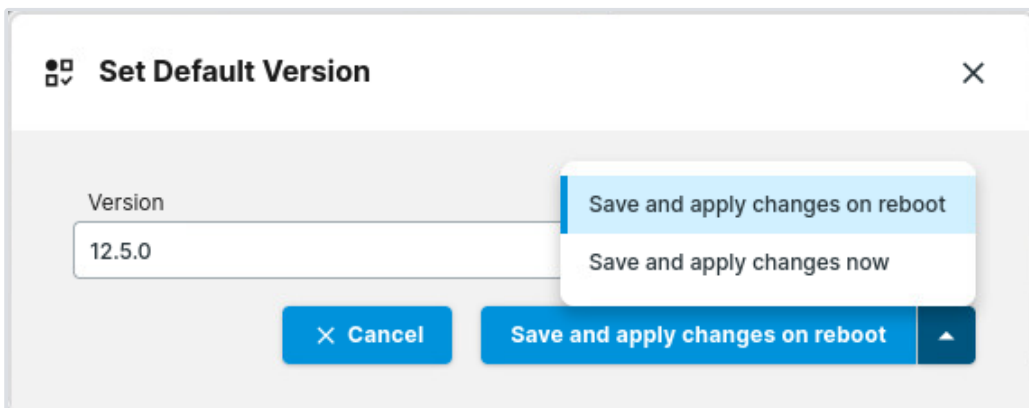 Set Default Version
Version
12.5.0
Save and apply changes on reboot
Save and apply changes now
Cancel
Save and apply changes on reboot